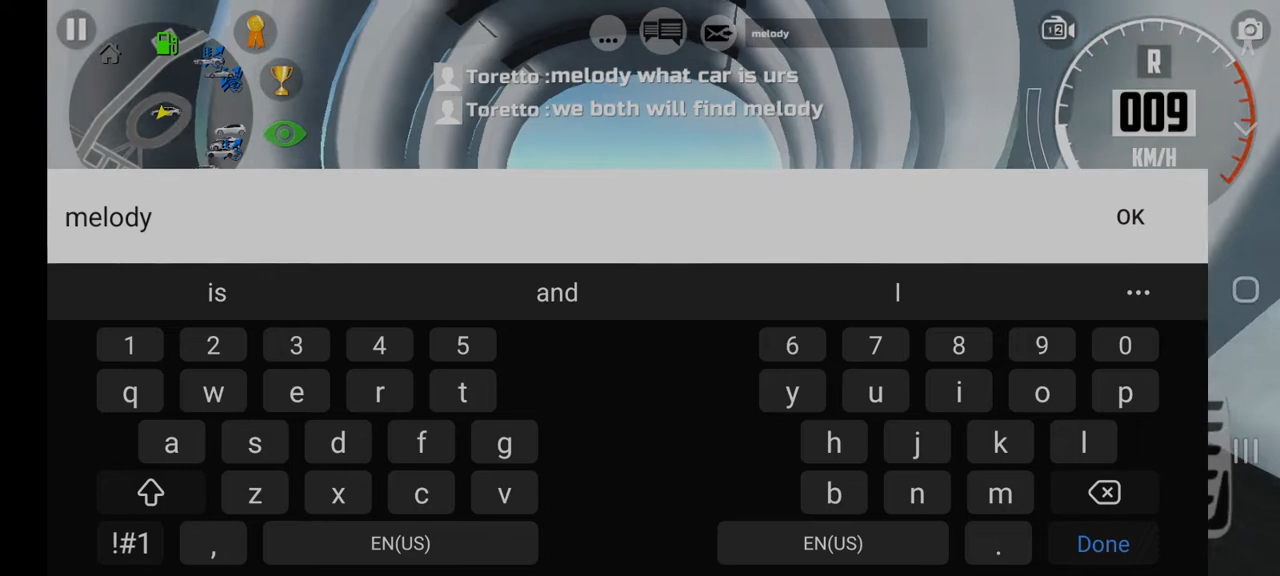 melody
Toretto :melody what car is urs
Toretto :we both will find melody
R
009
KM/H
12
melody
OK
is and I ...
1 2 3 4 5 6 7 8 9 0
q w e r t y u i o p
a s d f g h j k l
z x c v b n m
!#1 , EN(US) EN(US) . Done